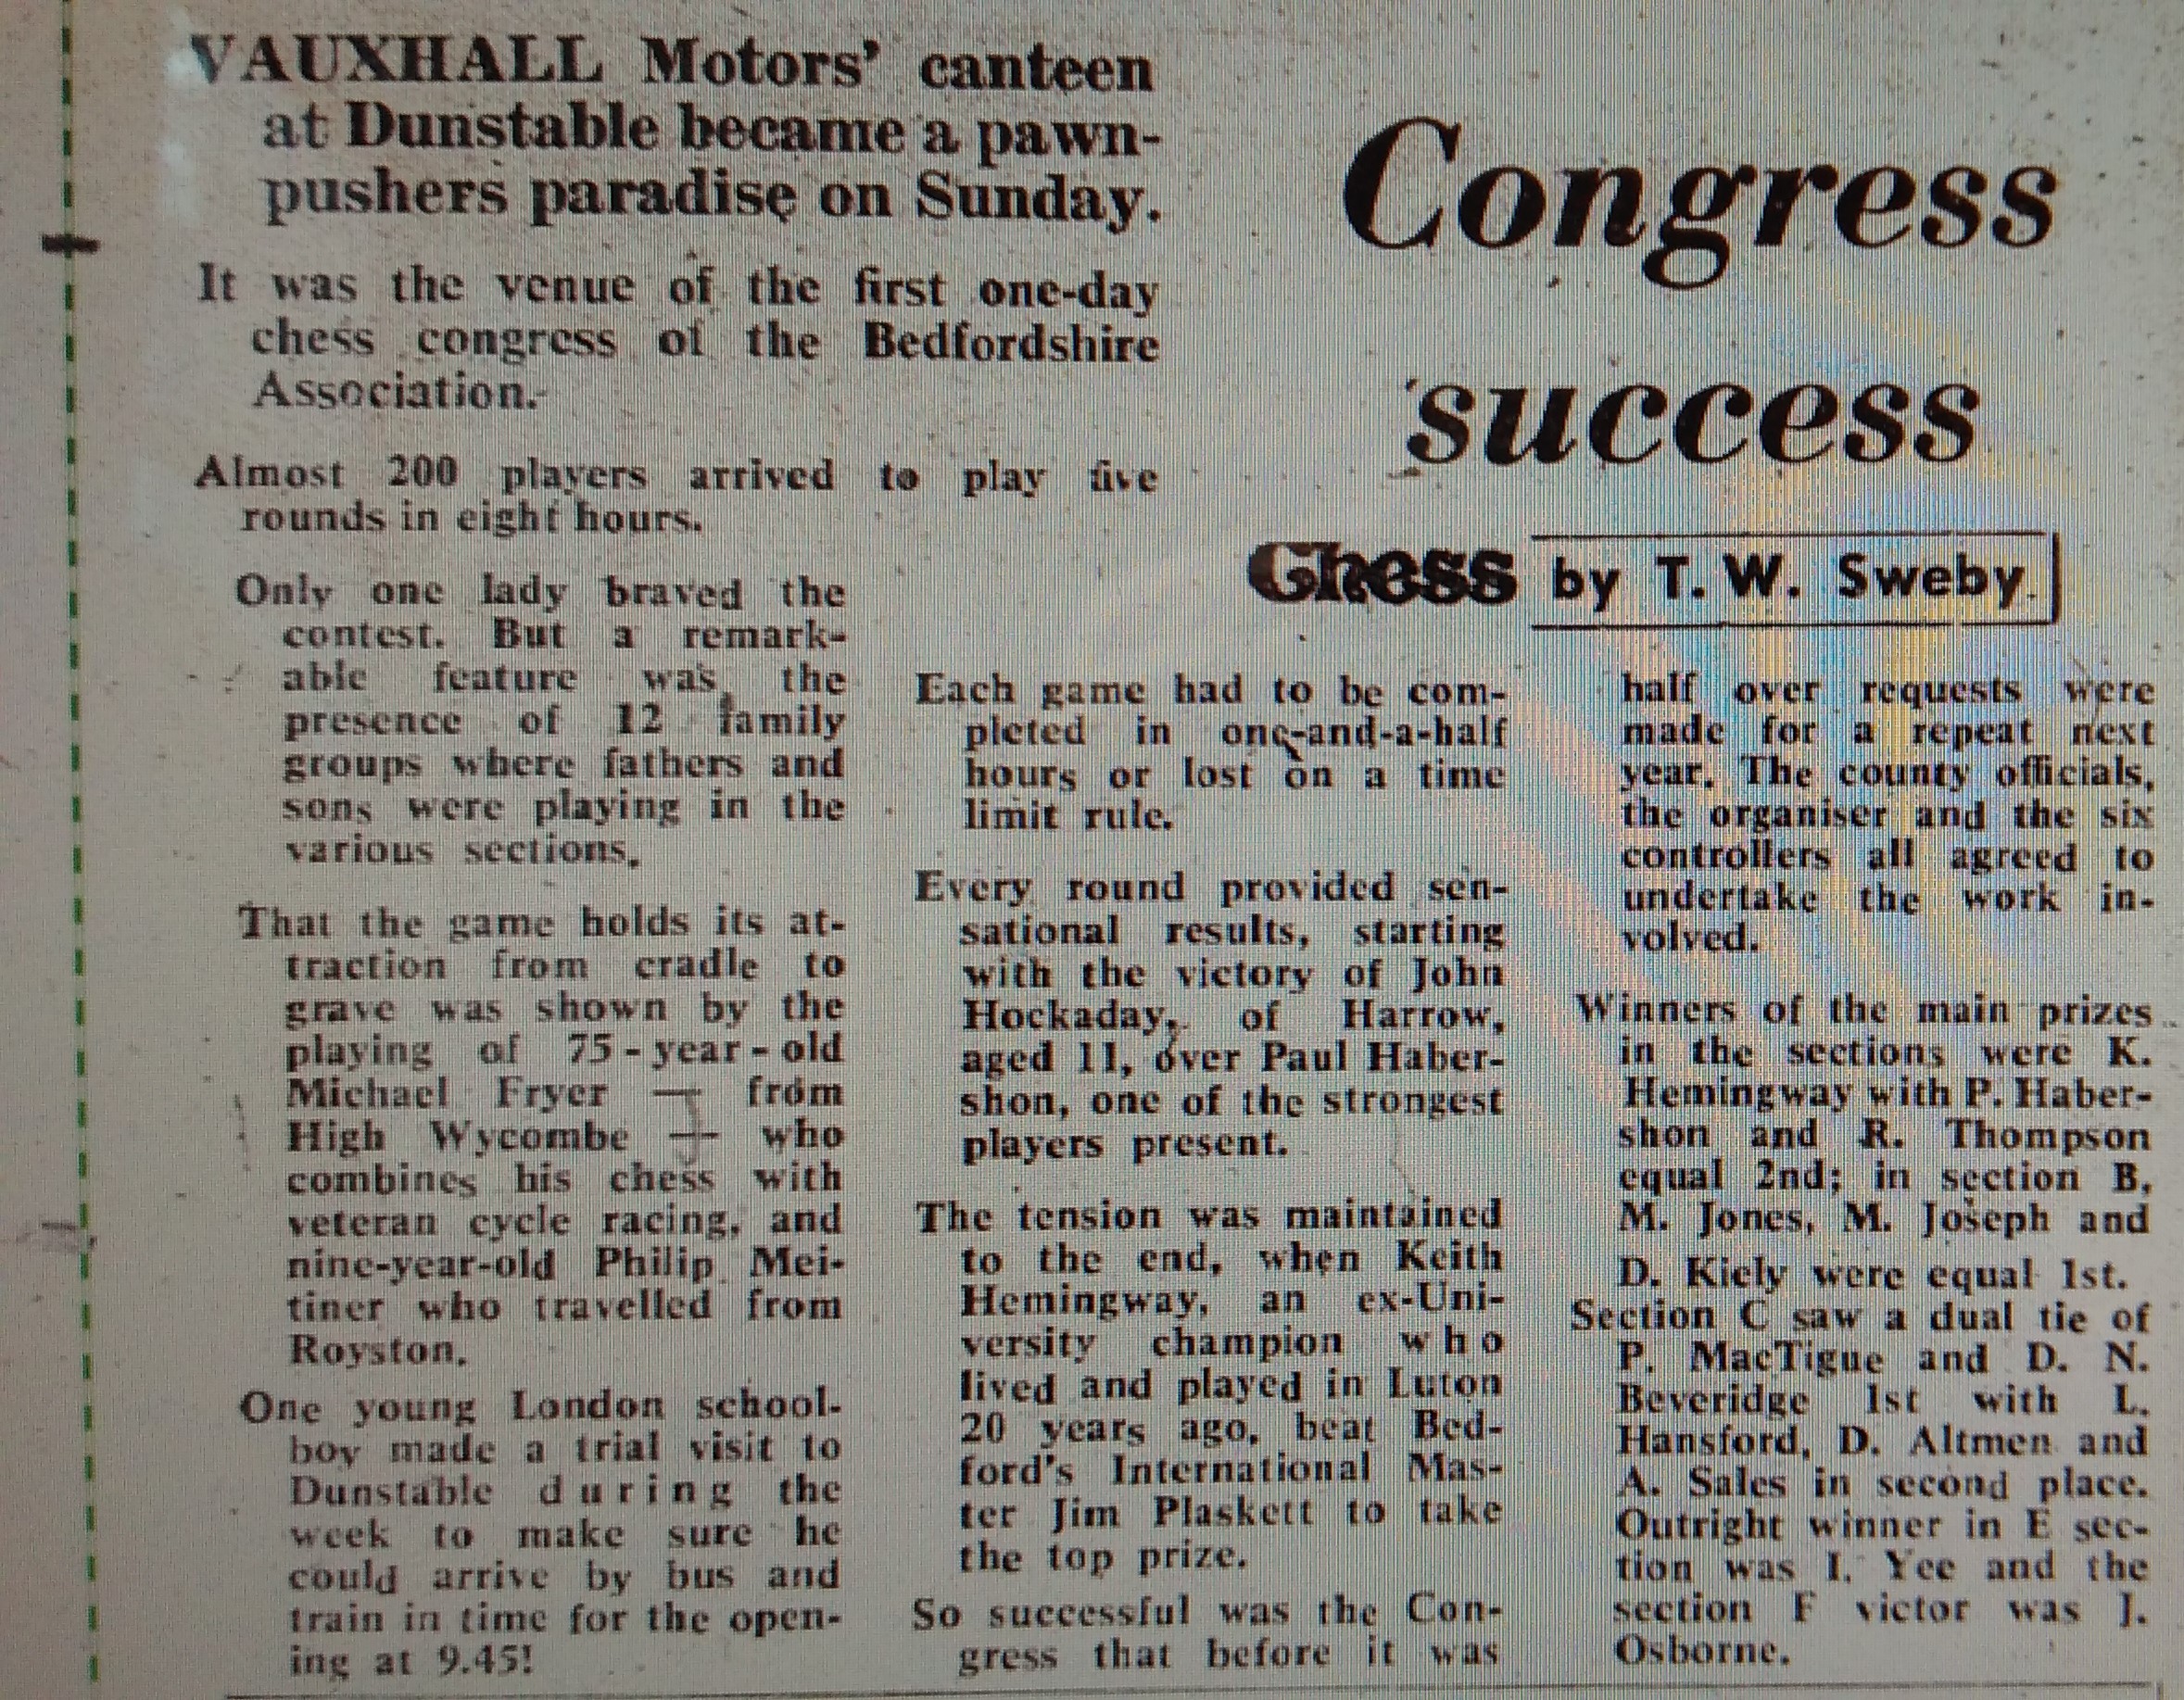 VAUXHALL Motors' canteen
at Dunstable became a pawn-
pushers paradise on Sunday.
It was the venue of the first one-day
chess congress of the Bedfordshire
Association.
Almost 200 players arrived to play five
rounds in eight hours.
Congress
success
Chess by T. W. Sweby
Only one lady braved the
contest. But a remark-
able feature was the
presence of 12 family
groups where fathers and
sons were playing in the
various sections.
That the game holds its at-
traction from cradle to
grave was shown by the
playing of 75-year-old
Michael Fryer — from
High Wycombe — who
combines his chess with
veteran cycle racing, and
nine-year-old Philip Mei-
tiner who travelled from
Royston.
One young London school-
boy made a trial visit to
Dunstable during the
week to make sure he
could arrive by bus and
train in time for the open-
ing at 9.45!
Each game had to be com-
pleted in one-and-a-half
hours or lost on a time
limit rule.
Every round provided sen-
sational results, starting
with the victory of John
Hockaday, of Harrow,
aged 11, over Paul Haber-
shon, one of the strongest
players present.
The tension was maintained
to the end, when Keith
Hemingway, an ex-Uni-
versity champion who
lived and played in Luton
20 years ago, beat Bed-
ford's International Mas-
ter Jim Plaskett to take
the top prize.
So successful was the Con-
gress that before it was
half over requests were
made for a repeat next
year. The county officials,
the organiser and the six
controllers all agreed to
undertake the work in-
volved.
Winners of the main prizes
in the sections were K.
Hemingway with P. Haber-
shon and R. Thompson
equal 2nd; in section B,
M. Jones, M. Joseph and
D. Kiely were equal 1st.
Section C saw a dual tie of
P. MacTigue and D. N.
Beveridge 1st with L.
Hansford, D. Altmen and
A. Sales in second place.
Outright winner in E sec-
tion was I. Yee and the
section F victor was J.
Osborne.